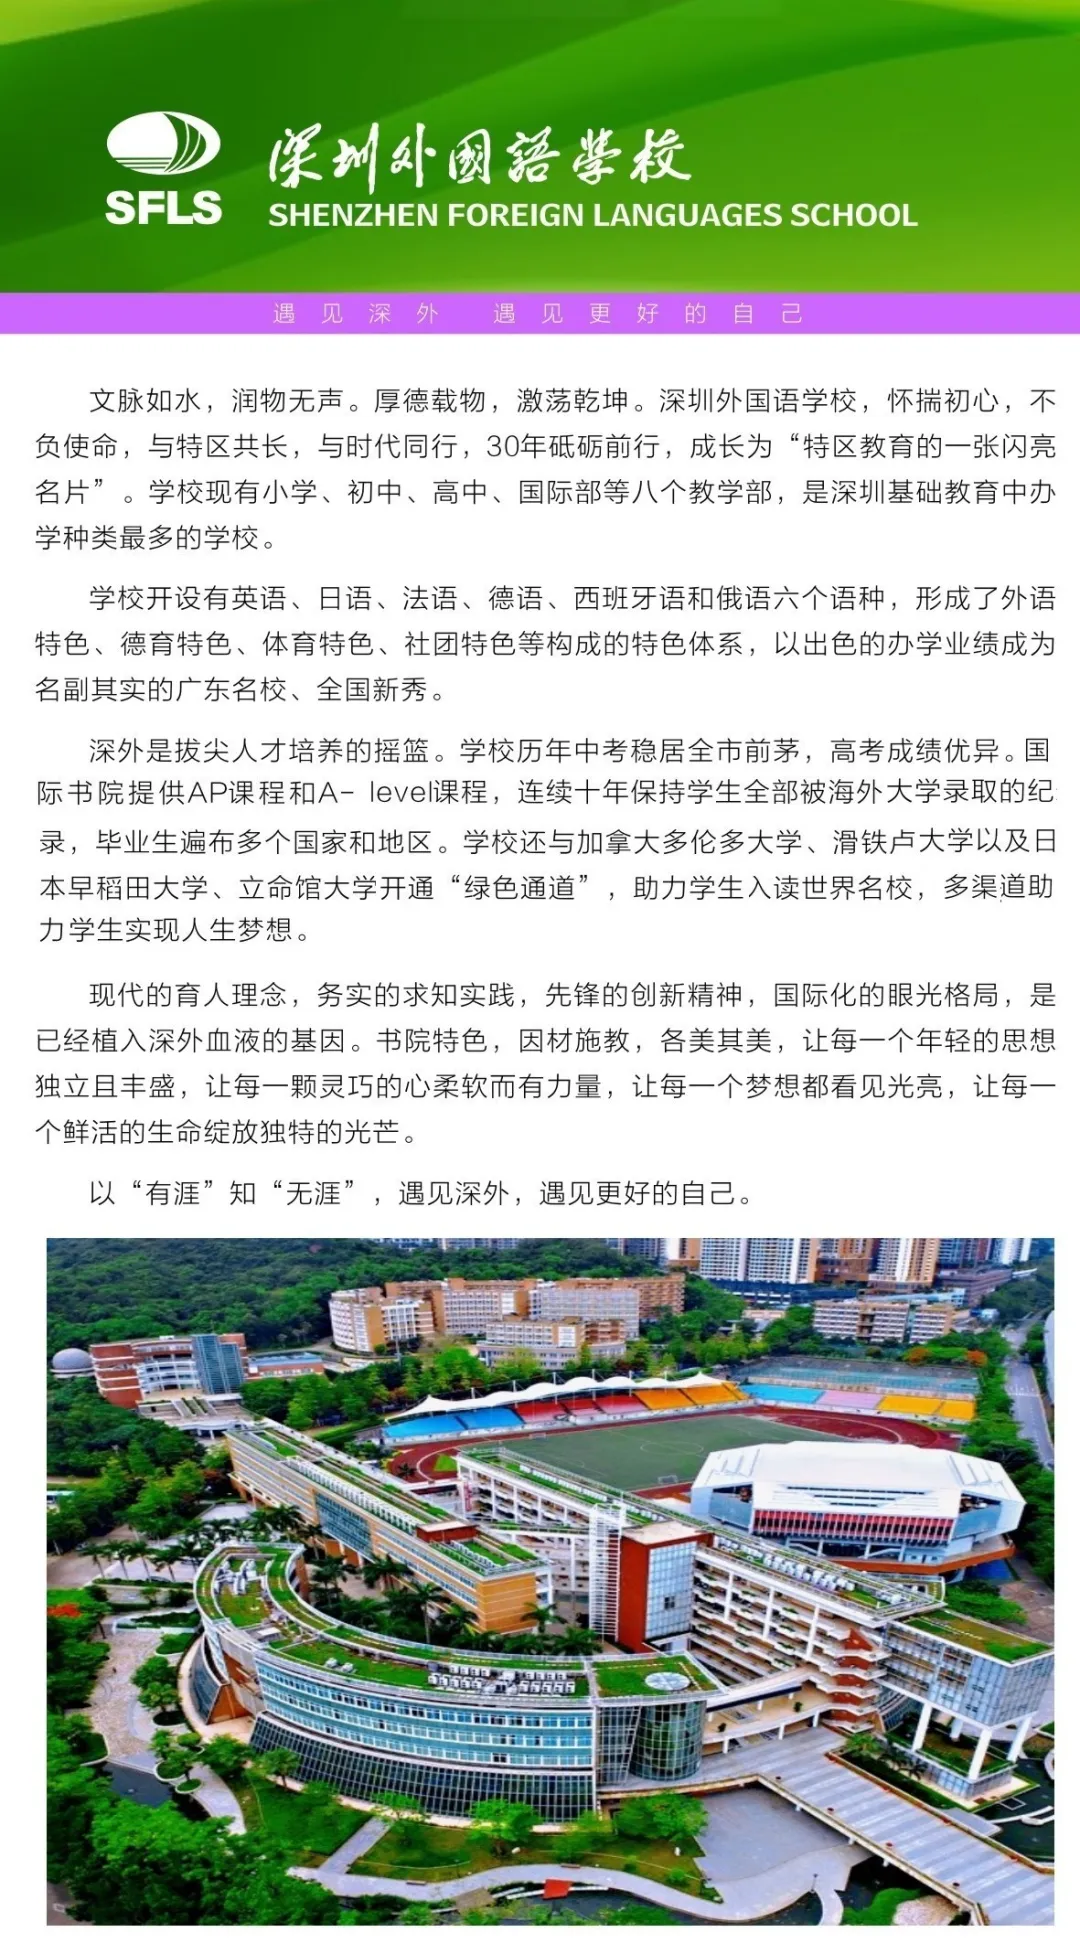 SFLS
深圳外國語學校
SHENZHEN FOREIGN LANGUAGES SCHOOL
遇见深外 遇见更好的自己
文脉如水，润物无声。厚德载物，激荡乾坤。深圳外国语学校，怀揣初心，不
负使命，与特区共长，与时代同行，30年砥砺前行，成长为“特区教育的一张闪亮
名片”。学校现有小学、初中、高中、国际部等八个教学部，是深圳基础教育中办
学种类最多的学校。
学校开设有英语、日语、法语、德语、西班牙语和俄语六个语种，形成了外语
特色、德育特色、体育特色、社团特色等构成的特色体系，以出色的办学业绩成为
名副其实的广东名校、全国新秀。
深外是拔尖人才培养的摇篮。学校历年中考稳居全市前茅，高考成绩优异。国
际书院提供AP课程和A- level课程，连续十年保持学生全部被海外大学录取的纪
录，毕业生遍布多个国家和地区。学校还与加拿大多伦多大学、滑铁卢大学以及日
本早稻田大学、立命馆大学开通“绿色通道”，助力学生入读世界名校，多渠道助
力学生实现人生梦想。
现代的育人理念，务实的求知实践，先锋的创新精神，国际化的眼光格局，是
已经植入深外血液的基因。书院特色，因材施教，各美其美，让每一个年轻的思想
独立且丰盛，让每一颗灵巧的心柔软而有力量，让每一个梦想都看见光亮，让每一
个鲜活的生命绽放独特的光芒。
以“有涯”知“无涯”，遇见深外，遇见更好的自己。